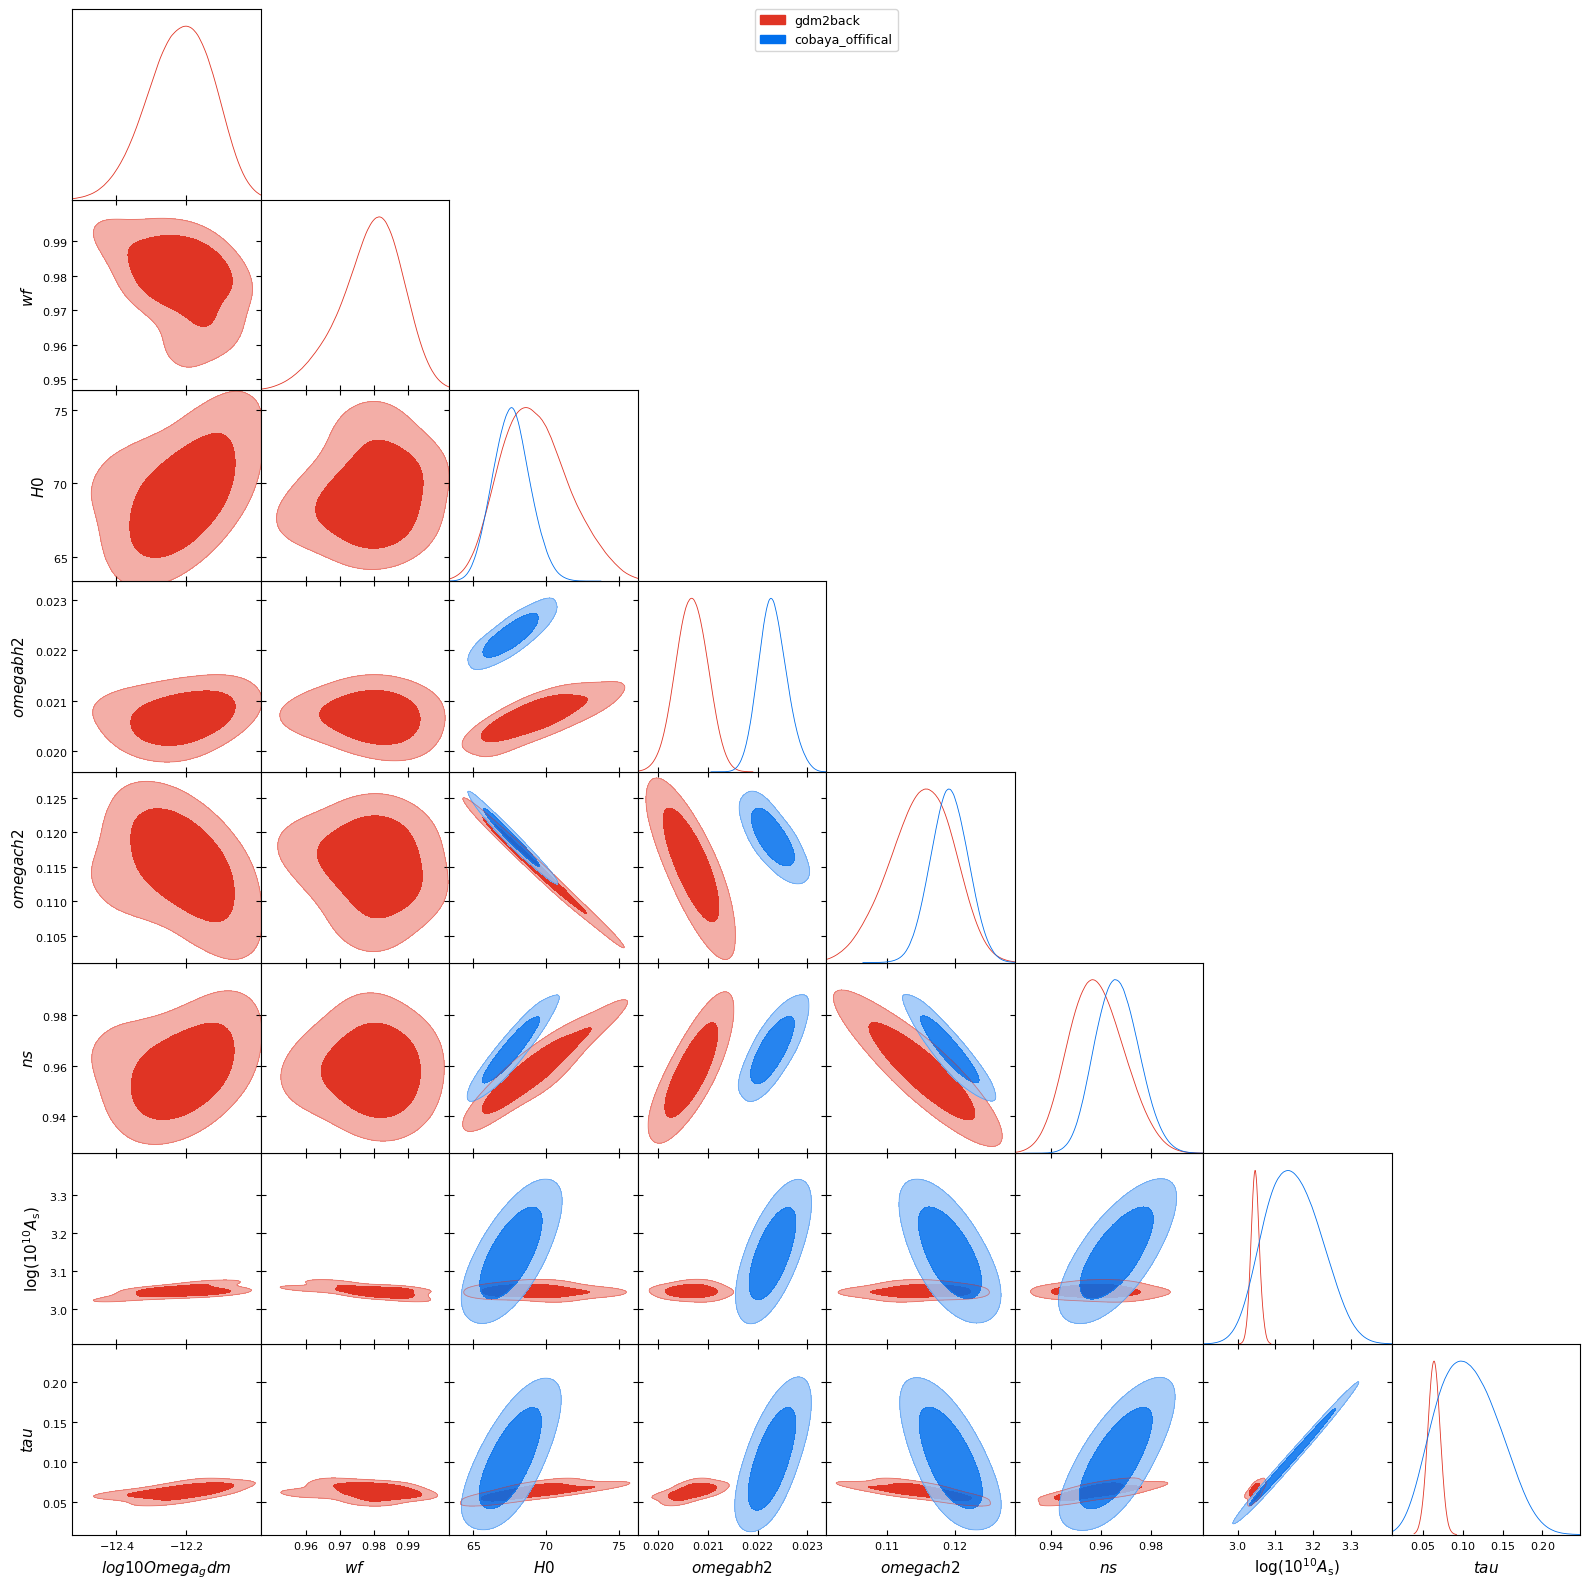 gdm2back
cobaya_offifical
0.99
0.98
0.97
0.96
0.95
wf
75
70
65
H0
0.023
0.022
0.021
0.020
omegabh2
0.125
0.120
0.115
0.110
0.105
omegach2
0.98
0.96
0.94
ns
3.3
3.2
3.1
3.0
log(10^{10}A_s)
0.20
0.15
0.10
0.05
tau
−12.4 −12.2 0.96 0.97 0.98 0.99 65 70 75 0.020 0.021 0.022 0.023 0.11 0.12 0.94 0.96 0.98 3.0 3.1 3.2 3.3 0.05 0.10 0.15 0.20
log10Omega_gdm wf H0 omegabh2 omegach2 ns log(10^{10}A_s) tau